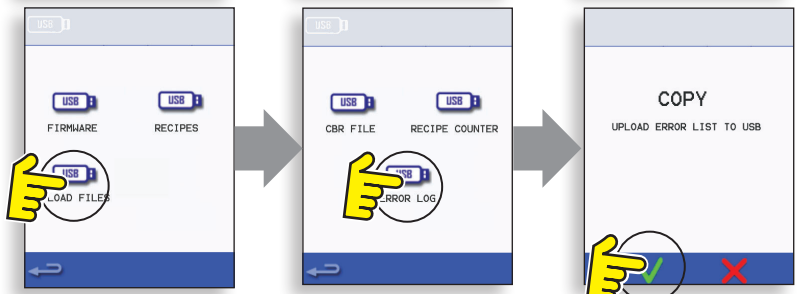 USB
USB
USB
FIRMWARE
RECIPES
USB
LOAD FILES
USB
USB
USB
CBR FILE
RECIPE COUNTER
USB
ERROR LOG
COPY
UPLOAD ERROR LIST TO USB